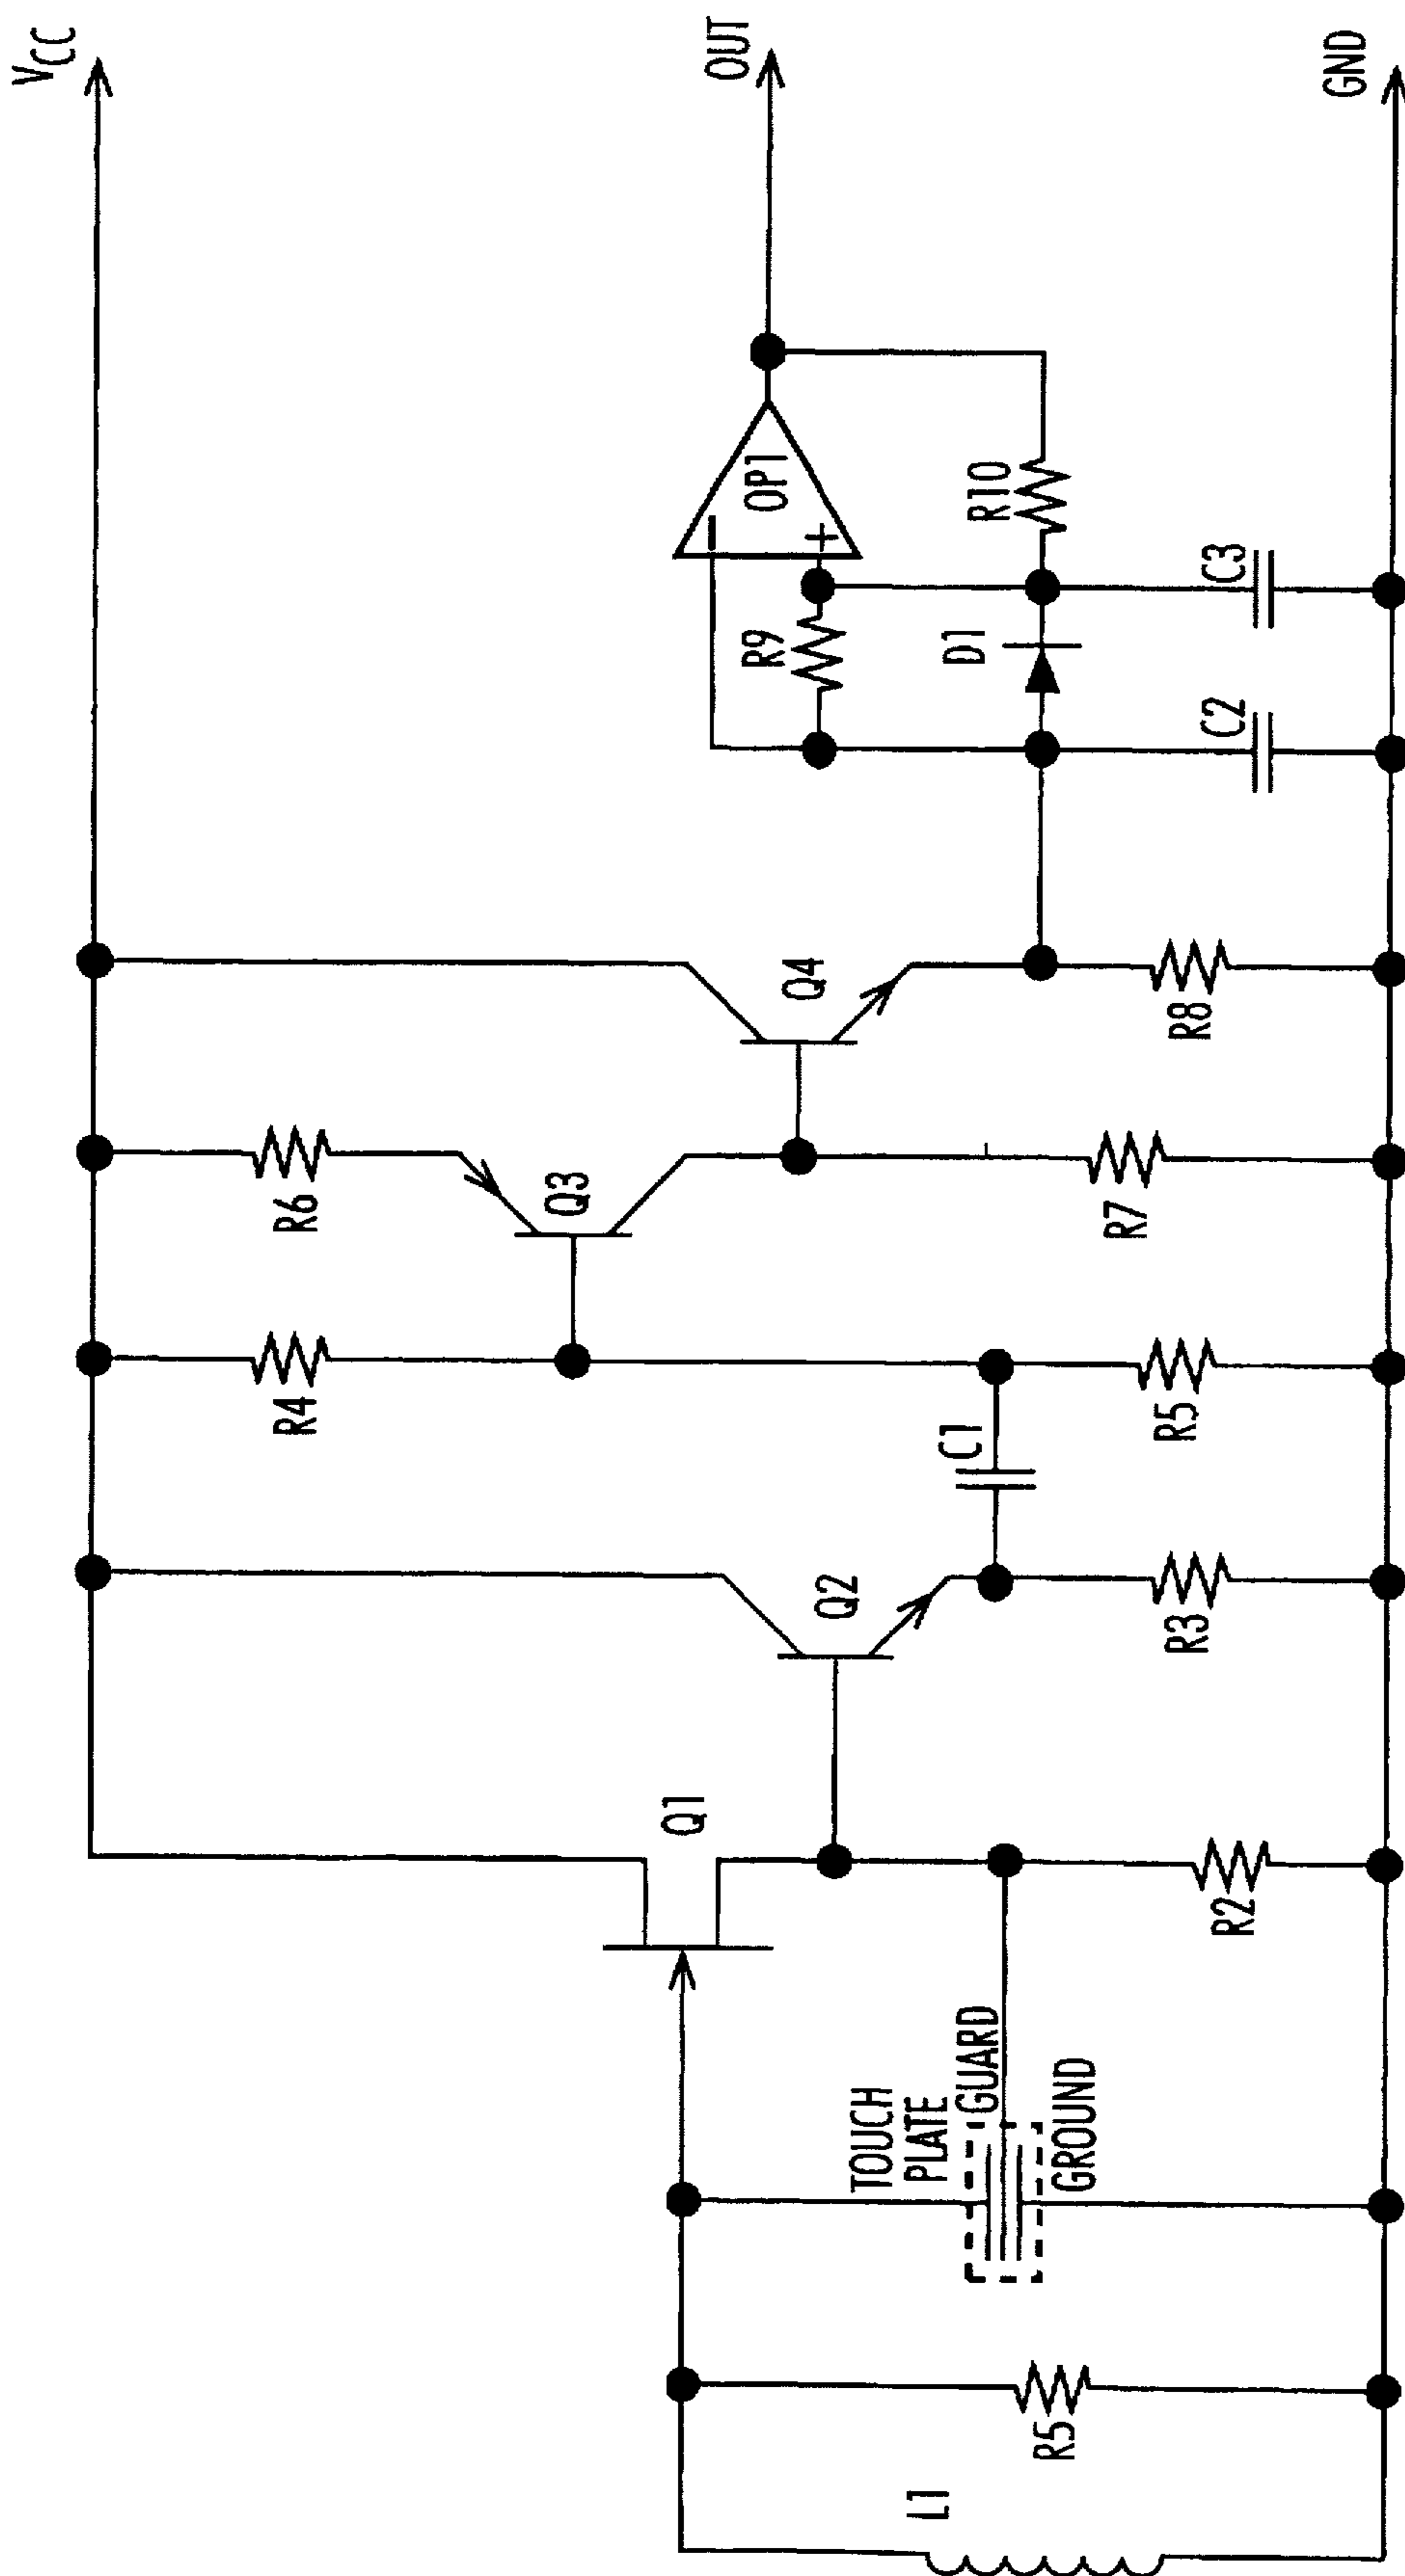 VCC
OUT
GND
OP1
−
+
R10
R9
D1
C3
C2
Q4
R8
R6
Q3
R7
R4
C1
R5
Q2
R3
Q1
R2
TOUCH
PLATE
GUARD
GROUND
R5
L1